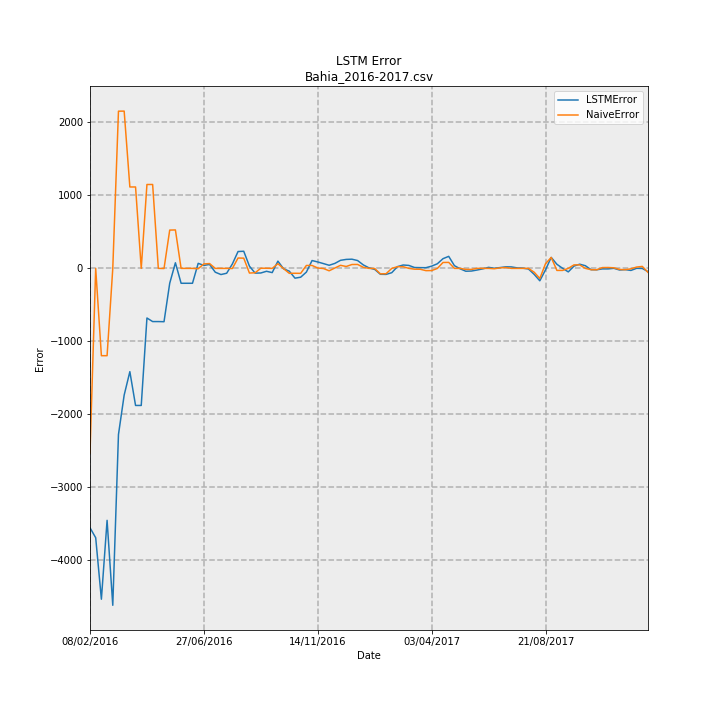 LSTM Error
Bahia_2016-2017.csv
LSTMError
NaiveError
2000
1000
0
−1000
−2000
−3000
−4000
Error
08/02/2016 27/06/2016 14/11/2016 03/04/2017 21/08/2017
Date